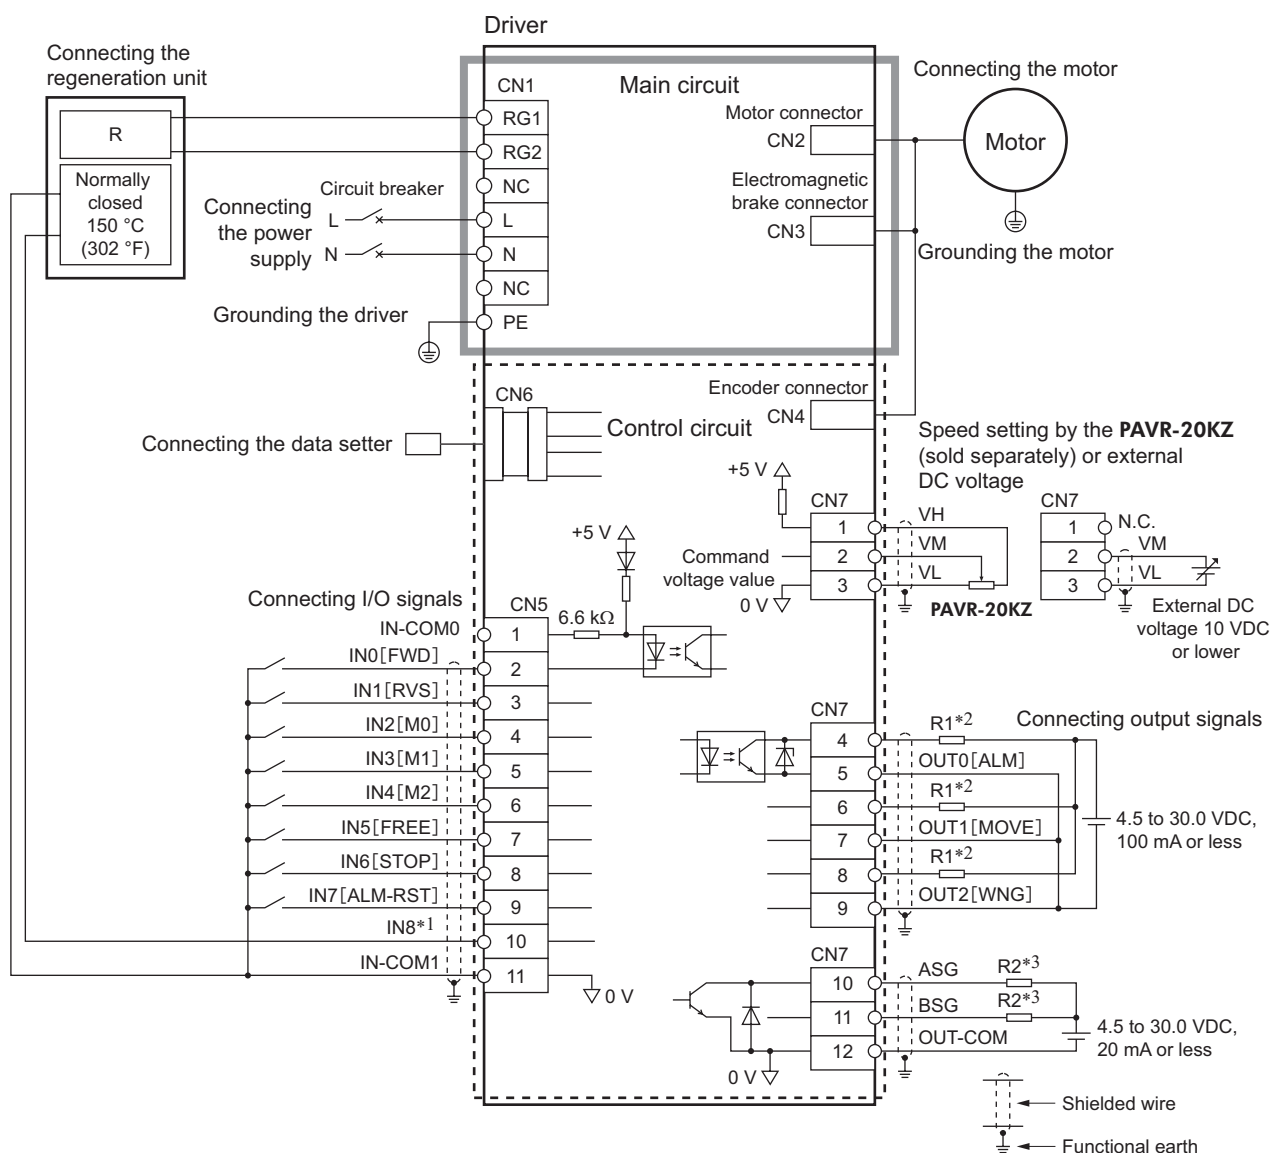 Driver
Connecting the
regeneration unit
R
Normally
closed
150 °C
(302 °F)
Circuit breaker
Connecting
the power
supply
L
N
Grounding the driver
CN1
RG1
RG2
NC
L
N
NC
PE
Main circuit
Motor connector
CN2
Electromagnetic
brake connector
CN3
Connecting the motor
Motor
Grounding the motor
Encoder connector
CN4
CN6
Control circuit
Connecting the data setter
Speed setting by the PAVR-20KZ
(sold separately) or external
DC voltage
+5 V
CN7
1
2
3
Command
voltage value
0 V
VH
VM
VL
PAVR-20KZ
CN7
1
2
3
N.C.
VM
VL
External DC
voltage 10 VDC
or lower
+5 V
6.6 kΩ
Connecting I/O signals
CN5
IN-COM0 1
IN0[FWD] 2
IN1[RVS] 3
IN2[M0] 4
IN3[M1] 5
IN4[M2] 6
IN5[FREE] 7
IN6[STOP] 8
IN7[ALM-RST] 9
IN8*1 10
IN-COM1 11
0 V
CN7
Connecting output signals
4 R1*2
5 OUT0[ALM]
6 R1*2
7 OUT1[MOVE]
8 R1*2
9 OUT2[WNG]
4.5 to 30.0 VDC,
100 mA or less
CN7
10 ASG R2*3
11 BSG R2*3
12 OUT-COM
0 V
4.5 to 30.0 VDC,
20 mA or less
Shielded wire
Functional earth